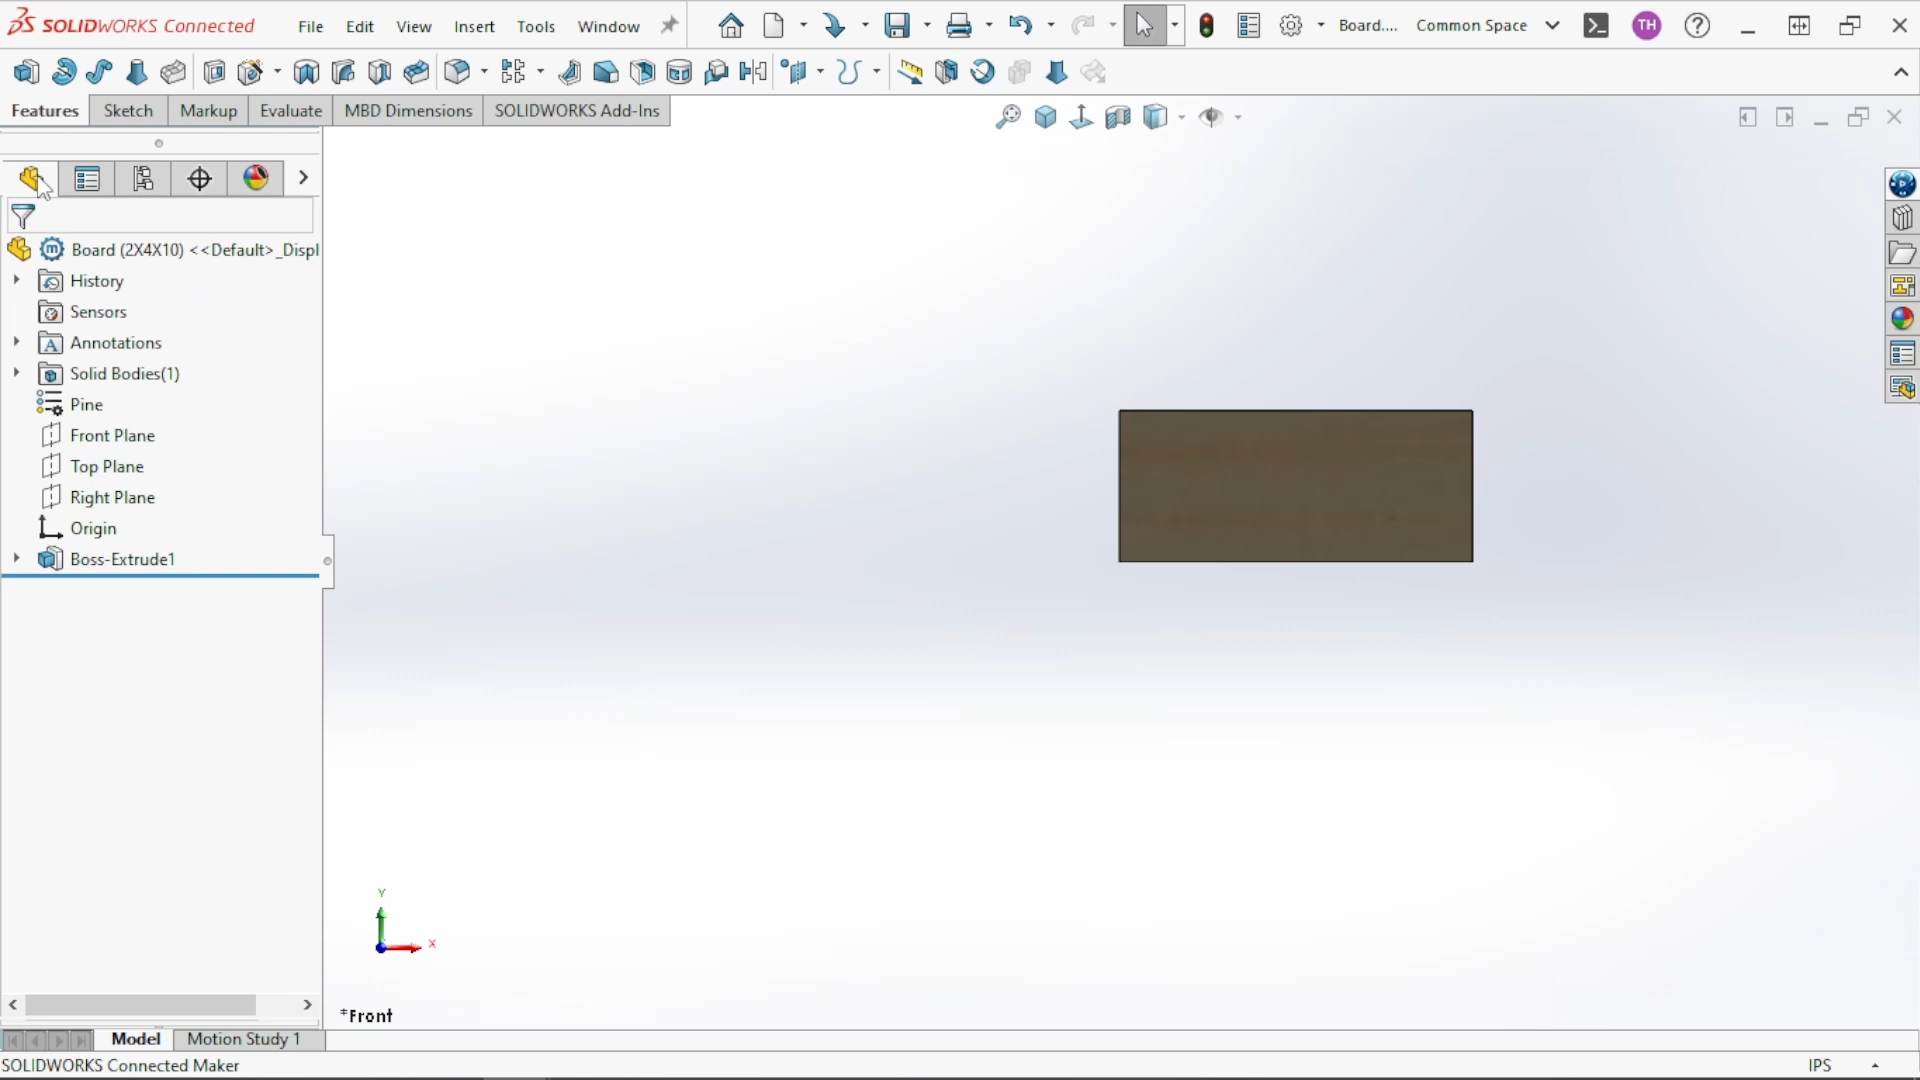 SOLIDWORKS Connected File Edit View Insert Tools Window Board.... Common Space TH
Features Sketch Markup Evaluate MBD Dimensions SOLIDWORKS Add-Ins
Board (2X4X10) <<Default>_Displ
History
Sensors
Annotations
Solid Bodies(1)
Pine
Front Plane
Top Plane
Right Plane
Origin
Boss-Extrude1
Y
X
*Front
Model Motion Study 1
SOLIDWORKS Connected Maker IPS